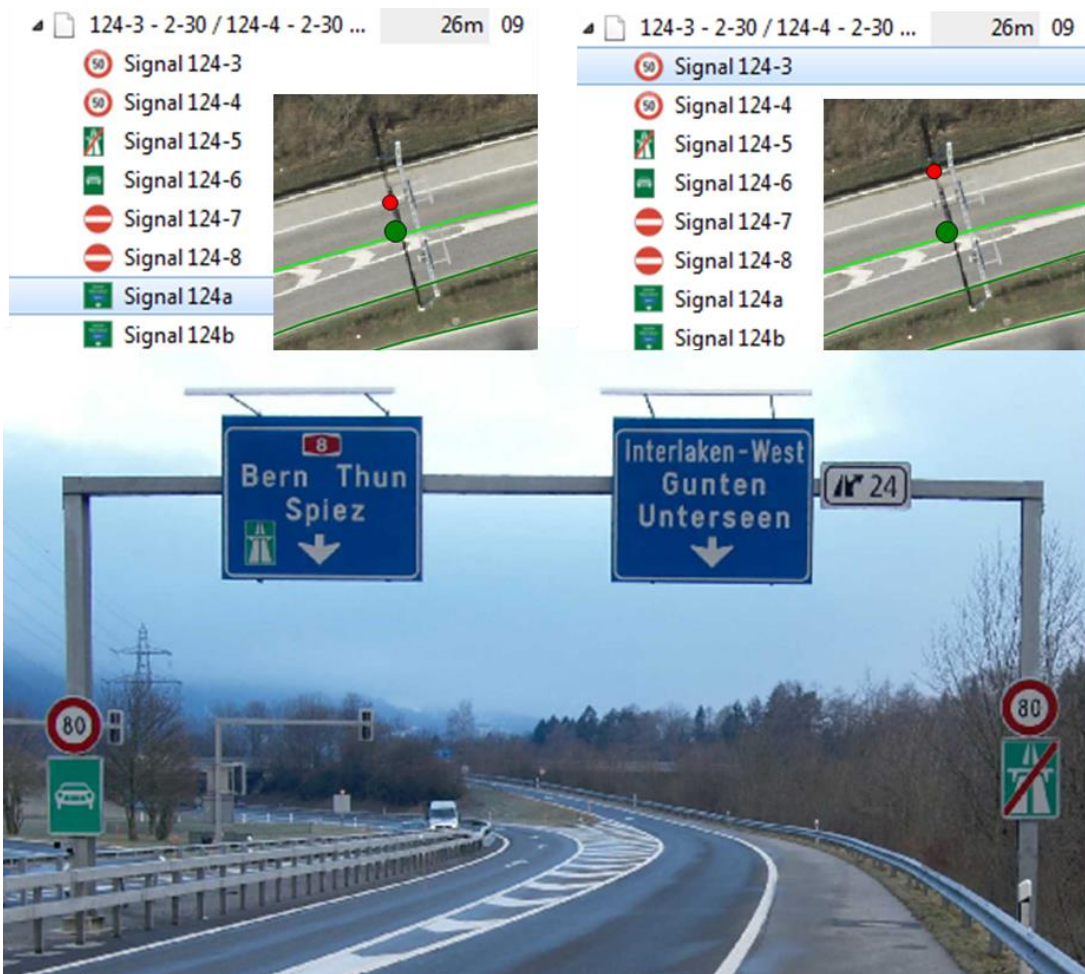 124-3 - 2-30 / 124-4 - 2-30 ... 26m 09
50 Signal 124-3
50 Signal 124-4
Signal 124-5
Signal 124-6
Signal 124-7
Signal 124-8
Signal 124a
Signal 124b
124-3 - 2-30 / 124-4 - 2-30 ... 26m 09
50 Signal 124-3
50 Signal 124-4
Signal 124-5
Signal 124-6
Signal 124-7
Signal 124-8
Signal 124a
Signal 124b
8
Bern Thun
Spiez
Interlaken-West
Gunten
Unterseen
24
80
80